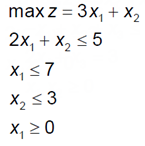 max z = 3x₁ + x₂
2x₁ + x₂ ≤ 5
x₁ ≤ 7
x₂ ≤ 3
x₁ ≥ 0